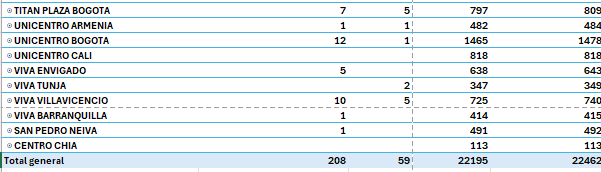 TITAN PLAZA BOGOTA 7 5 797 809
UNICENTRO ARMENIA 1 1 482 484
UNICENTRO BOGOTA 12 1 1465 1478
UNICENTRO CALI 818 818
VIVA ENVIGADO 5 638 643
VIVA TUNJA 2 347 349
VIVA VILLAVICENCIO 10 5 725 740
VIVA BARRANQUILLA 1 414 415
SAN PEDRO NEIVA 1 491 492
CENTRO CHIA 113 113
Total general 208 59 22195 22462